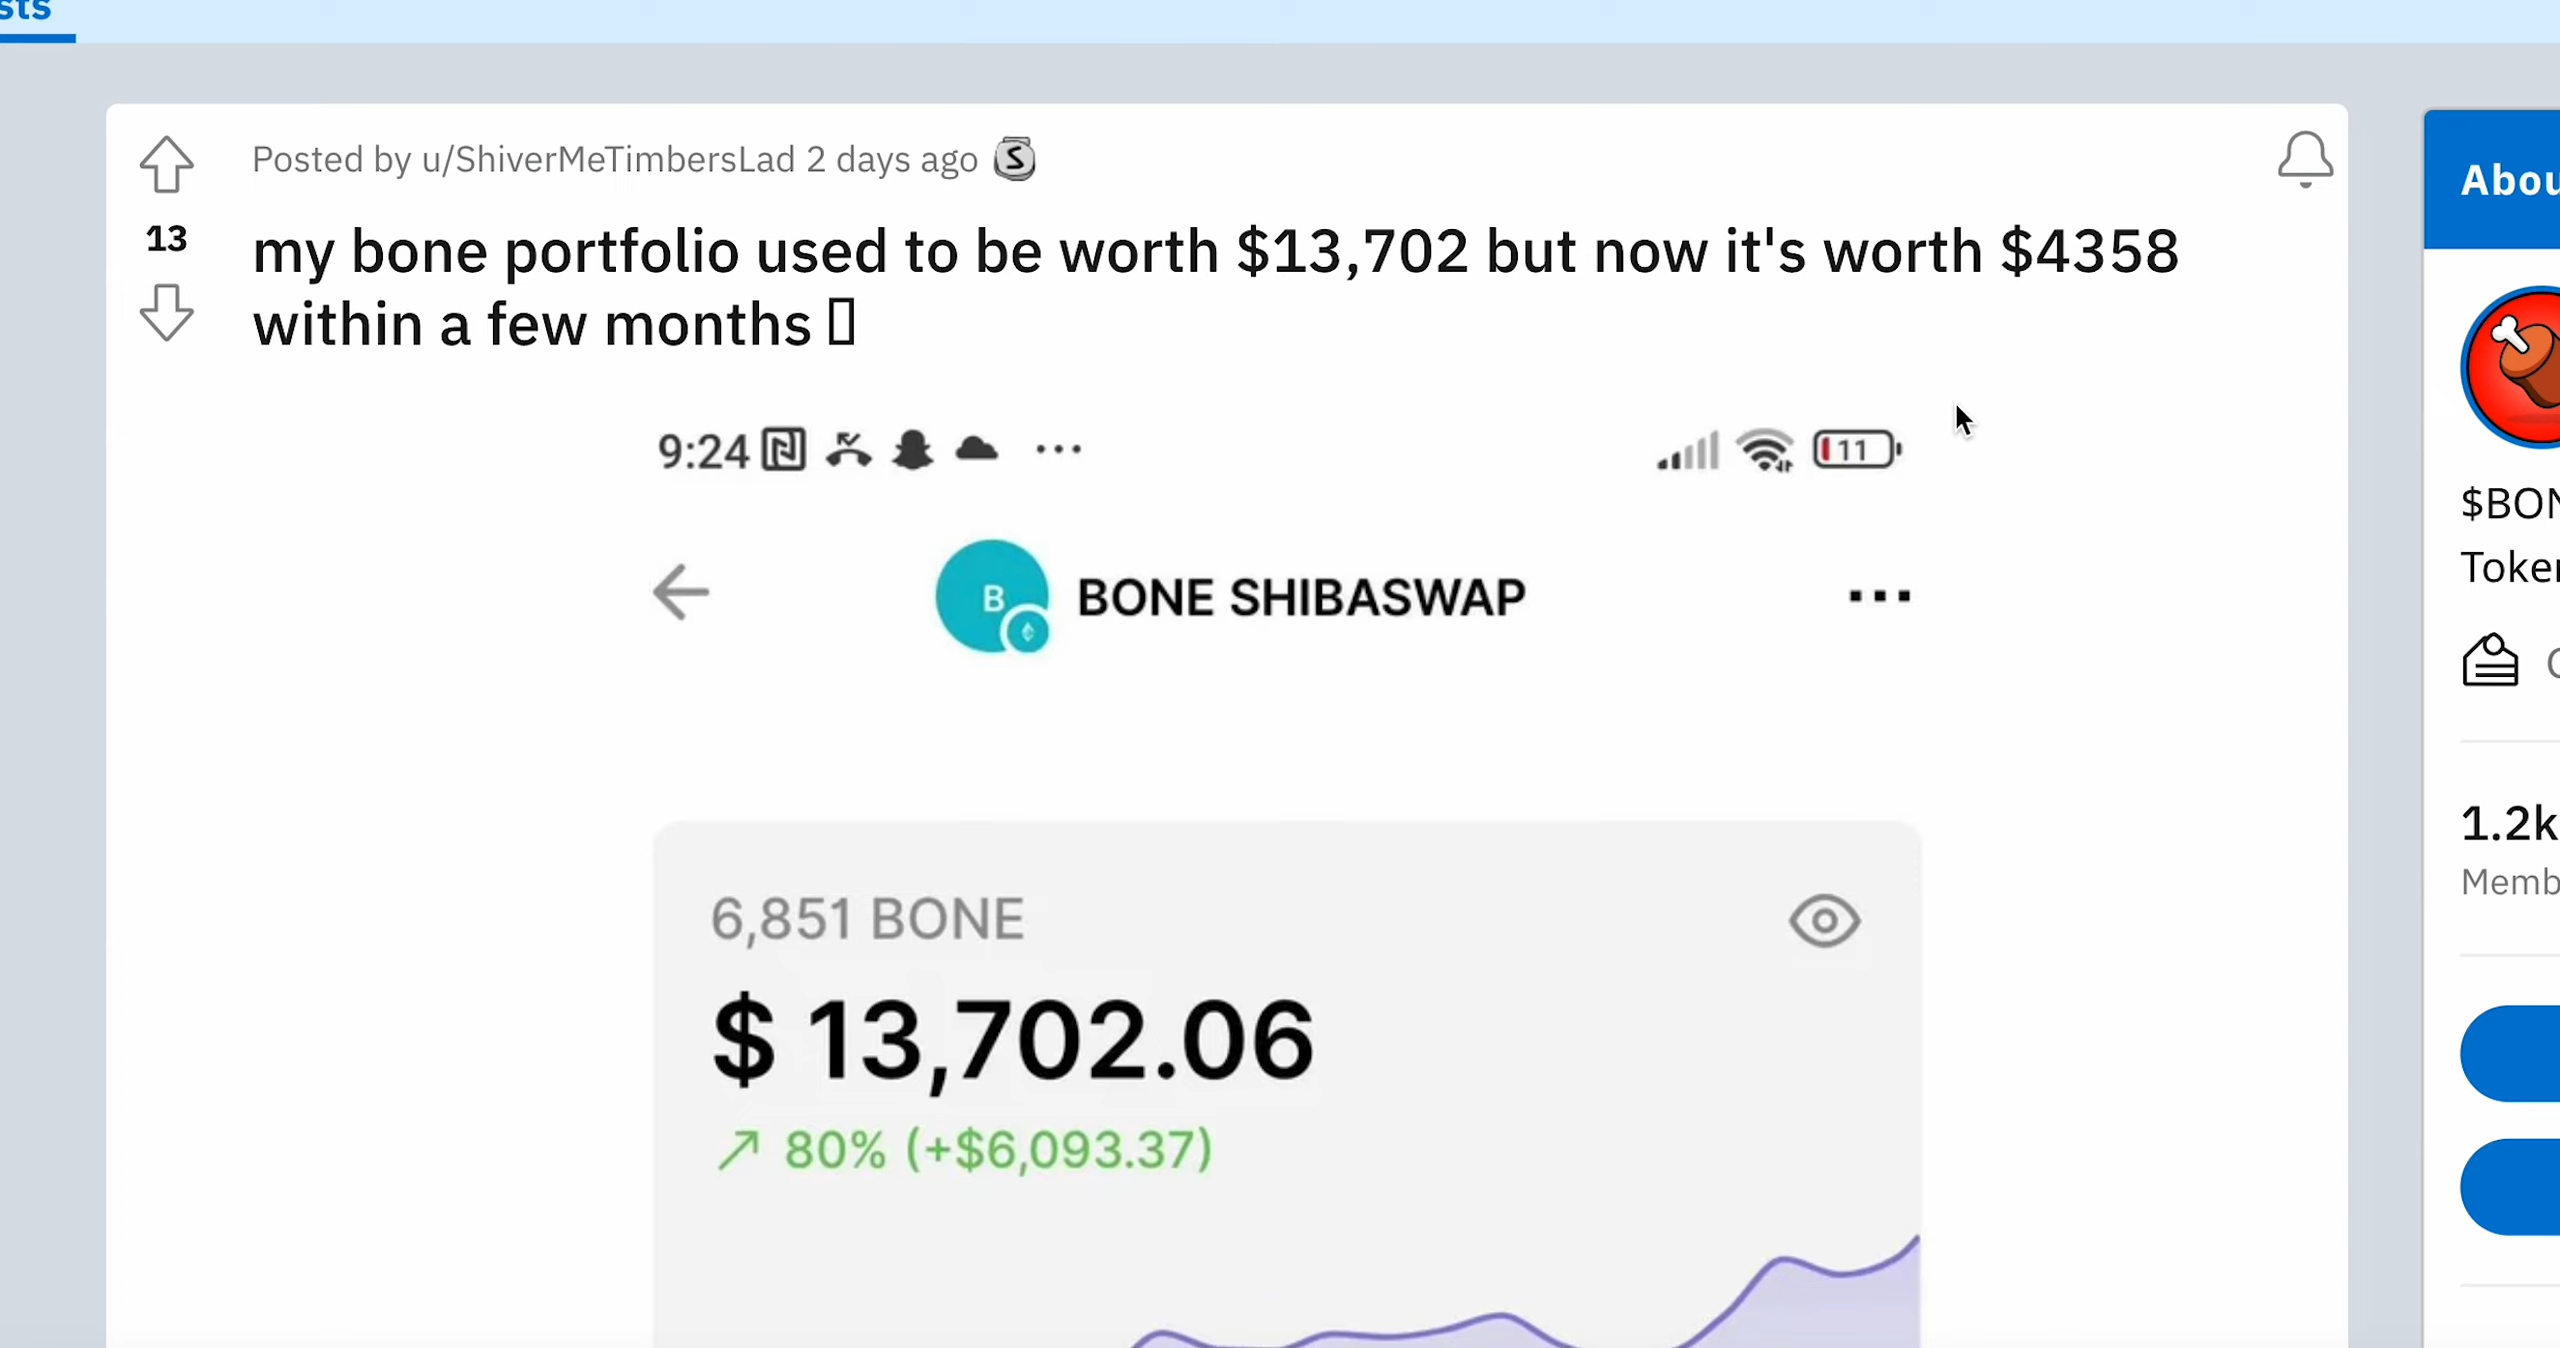 sts
Posted by u/ShiverMeTimbersLad 2 days ago
13
my bone portfolio used to be worth $13,702 but now it's worth $4358
within a few months
9:24
11
B BONE SHIBASWAP
6,851 BONE
$ 13,702.06
80% (+$6,093.37)
Abou
$BON
Toke
1.2k
Memb